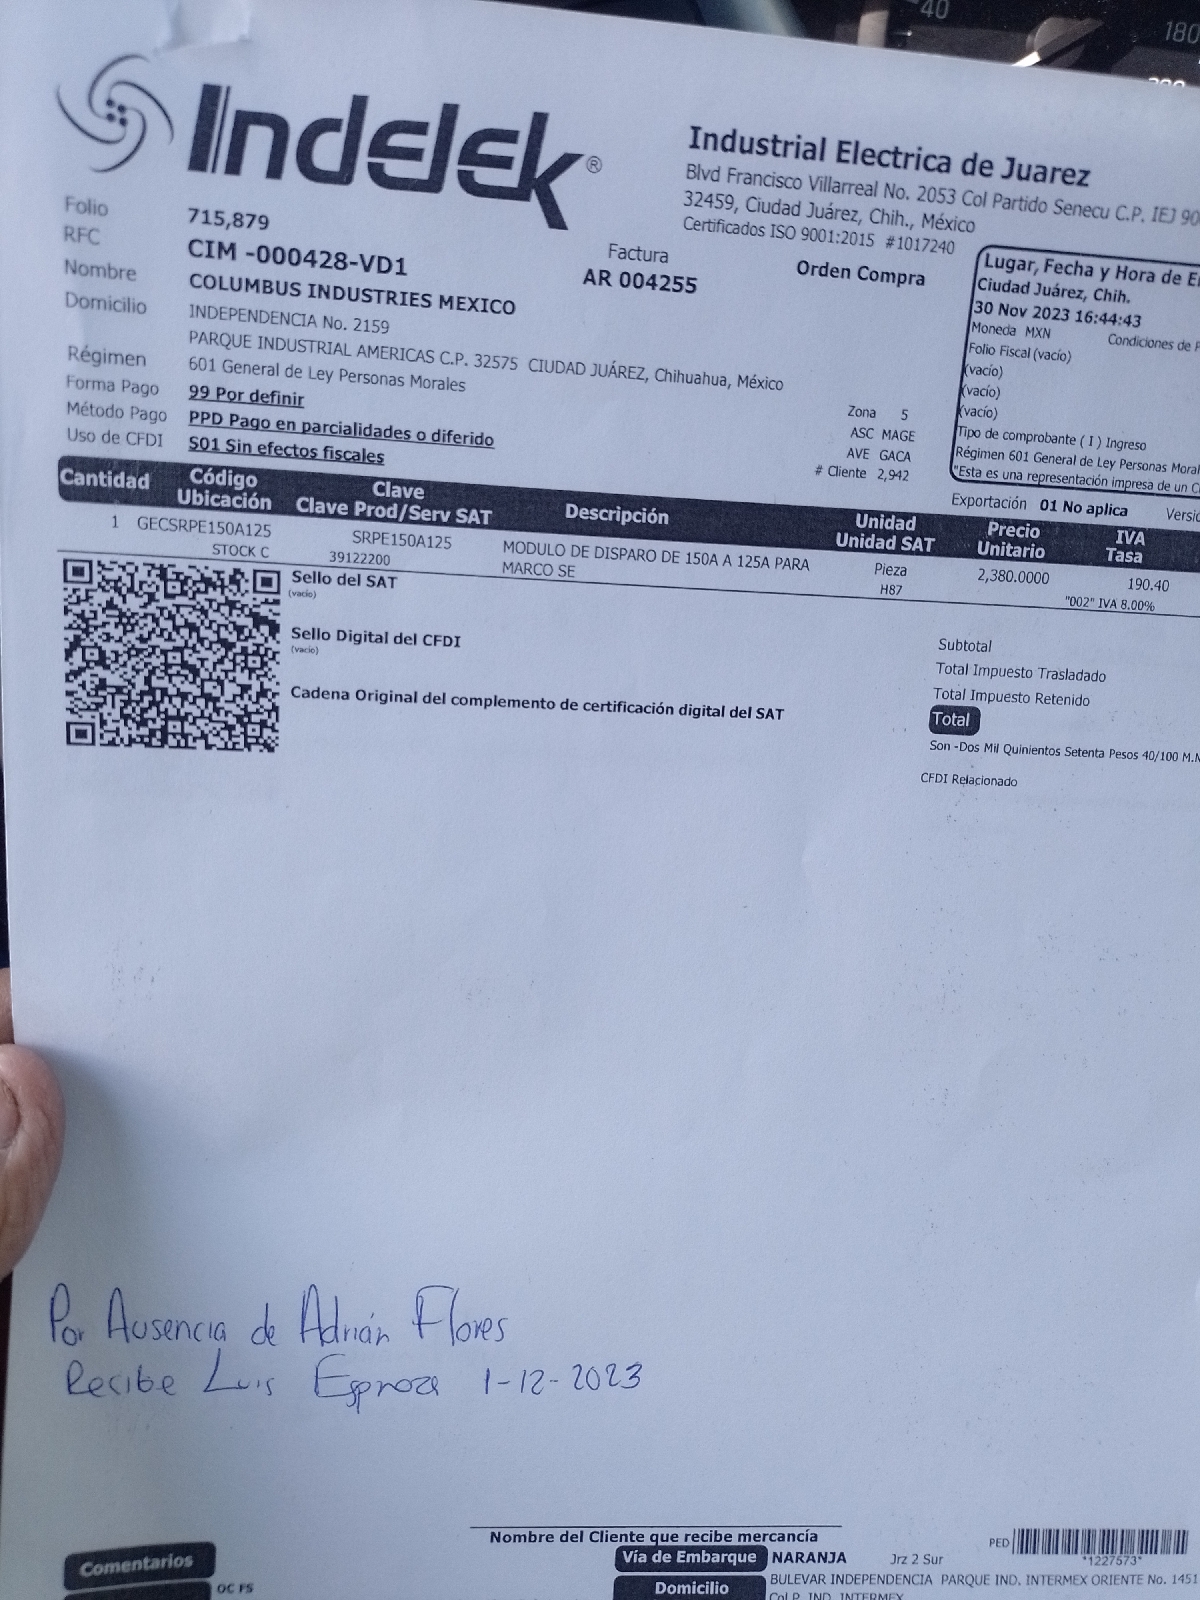 40
180
Indelek®
Industrial Electrica de Juarez
Blvd Francisco Villarreal No. 2053 Col Partido Senecu C.P. IEJ 90
32459, Ciudad Juárez, Chih., México
Certificados ISO 9001:2015 #1017240
Folio 715,879
RFC CIM -000428-VD1
Nombre COLUMBUS INDUSTRIES MEXICO
Domicilio INDEPENDENCIA No. 2159
PARQUE INDUSTRIAL AMERICAS C.P. 32575 CIUDAD JUÁREZ, Chihuahua, México
Régimen 601 General de Ley Personas Morales
Forma Pago 99 Por definir
Método Pago PPD Pago en parcialidades o diferido
Uso de CFDI S01 Sin efectos fiscales
Factura
AR 004255
Orden Compra
Lugar, Fecha y Hora de E
Ciudad Juárez, Chih.
30 Nov 2023 16:44:43
Moneda MXN Condiciones de P
Folio Fiscal (vacío)
(vacío)
(vacío)
(vacío)
Tipo de comprobante ( I ) Ingreso
Régimen 601 General de Ley Personas Moral
"Esta es una representación impresa de un C
Zona 5
ASC MAGE
AVE GACA
# Cliente 2,942
Exportación 01 No aplica Versi
Cantidad Código Ubicación Clave Clave Prod/Serv SAT Descripción Unidad Unidad SAT Precio Unitario IVA Tasa
1 GECSRPE150A125 SRPE150A125 MODULO DE DISPARO DE 150A A 125A PARA Pieza 2,380.0000 190.40
STOCK C 39122200 MARCO SE H87 "002" IVA 8.00%
Sello del SAT
(vacío)
Sello Digital del CFDI
(vacío)
Cadena Original del complemento de certificación digital del SAT
Subtotal
Total Impuesto Trasladado
Total Impuesto Retenido
Total
Son -Dos Mil Quinientos Setenta Pesos 40/100 M.N
CFDI Relacionado
Por Ausencia de Adrián Flores
Recibe Luis Espinoza 1-12-2023
Nombre del Cliente que recibe mercancía
PED *1227573*
Comentarios
OC FS
Vía de Embarque NARANJA Jrz 2 Sur
Domicilio BULEVAR INDEPENDENCIA PARQUE IND. INTERMEX ORIENTE No. 1451
Col P. IND. INTERMEX